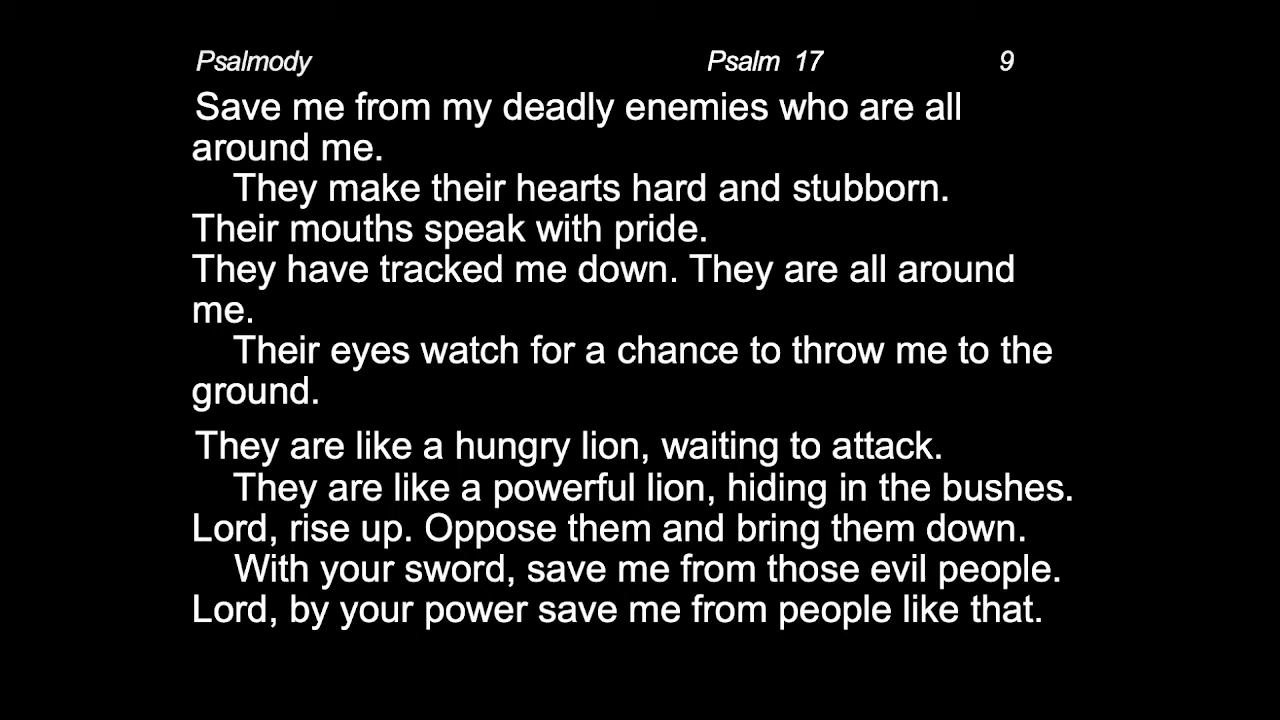 Psalmody Psalm 17 9
Save me from my deadly enemies who are all
around me.
They make their hearts hard and stubborn.
Their mouths speak with pride.
They have tracked me down. They are all around
me.
Their eyes watch for a chance to throw me to the
ground.
They are like a hungry lion, waiting to attack.
They are like a powerful lion, hiding in the bushes.
Lord, rise up. Oppose them and bring them down.
With your sword, save me from those evil people.
Lord, by your power save me from people like that.